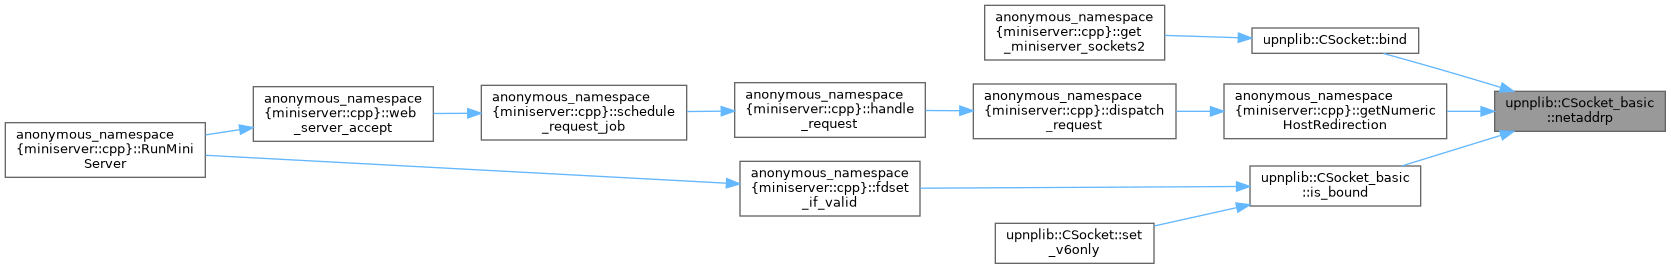 anonymous_namespace
{miniserver::cpp}::RunMini
Server
anonymous_namespace
{miniserver::cpp}::web
_server_accept
anonymous_namespace
{miniserver::cpp}::schedule
_request_job
anonymous_namespace
{miniserver::cpp}::handle
_request
anonymous_namespace
{miniserver::cpp}::fdset
_if_valid
anonymous_namespace
{miniserver::cpp}::get
_miniserver_sockets2
anonymous_namespace
{miniserver::cpp}::dispatch
_request
upnplib::CSocket::set
_v6only
upnplib::CSocket::bind
anonymous_namespace
{miniserver::cpp}::getNumeric
HostRedirection
upnplib::CSocket_basic
::is_bound
upnplib::CSocket_basic
::netaddrp